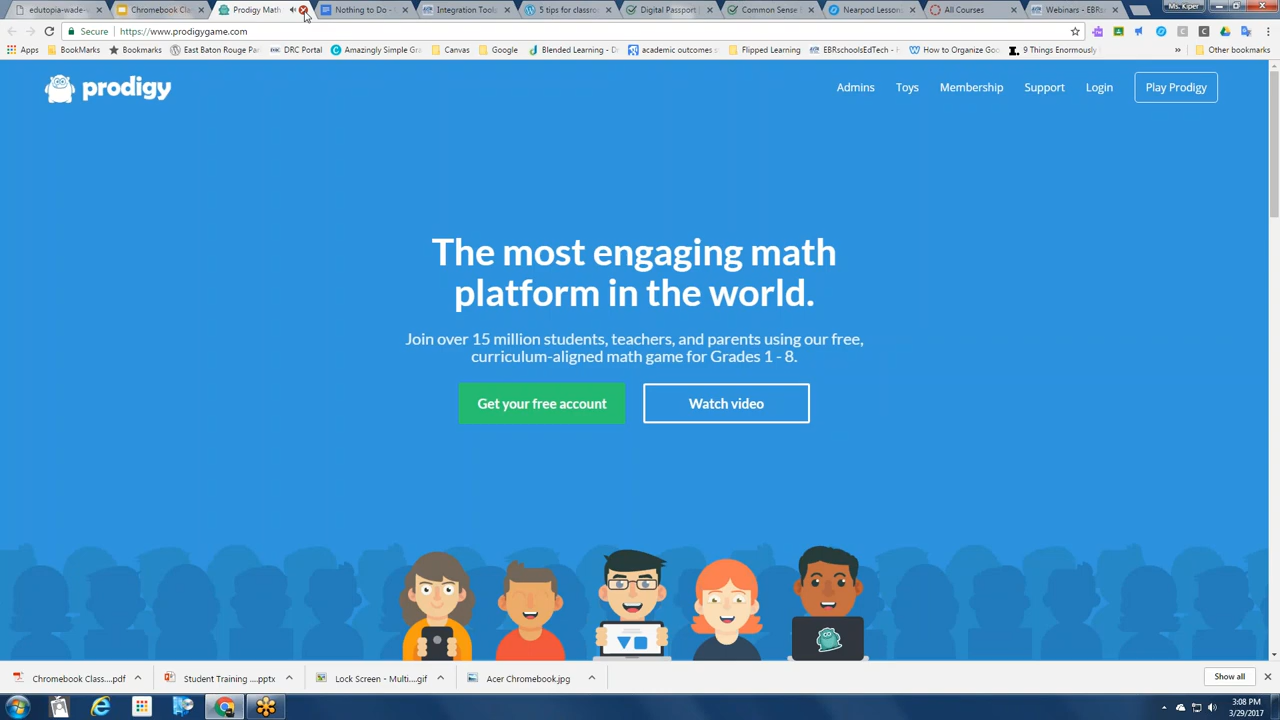 edutopia-wade-
Chromebook Cla
Prodigy Math
Nothing to Do -
Integration Tool
5 tips for classro
Digital Passport
Common Sense
Nearpod Lesson
All Courses
Webinars - EBRs
Ms. Kiper
Secure
https://www.prodigygame.com
Apps
BookMarks
Bookmarks
East Baton Rouge Par
DRC Portal
Amazingly Simple Gra
Canvas
Google
Blended Learning - D
academic outcomes st
Flipped Learning
EBRschoolsEdTech - H
How to Organize Goo
9 Things Enormously
»
Other bookmarks
prodigy
Admins
Toys
Membership
Support
Login
Play Prodigy
The most engaging math
platform in the world.
Join over 15 million students, teachers, and parents using our free,
curriculum-aligned math game for Grades 1 - 8.
Get your free account
Watch video
Chromebook Class....pdf
Student Training ....pptx
Lock Screen - Multi....gif
Acer Chromebook.jpg
Show all
3:08 PM
3/29/2017